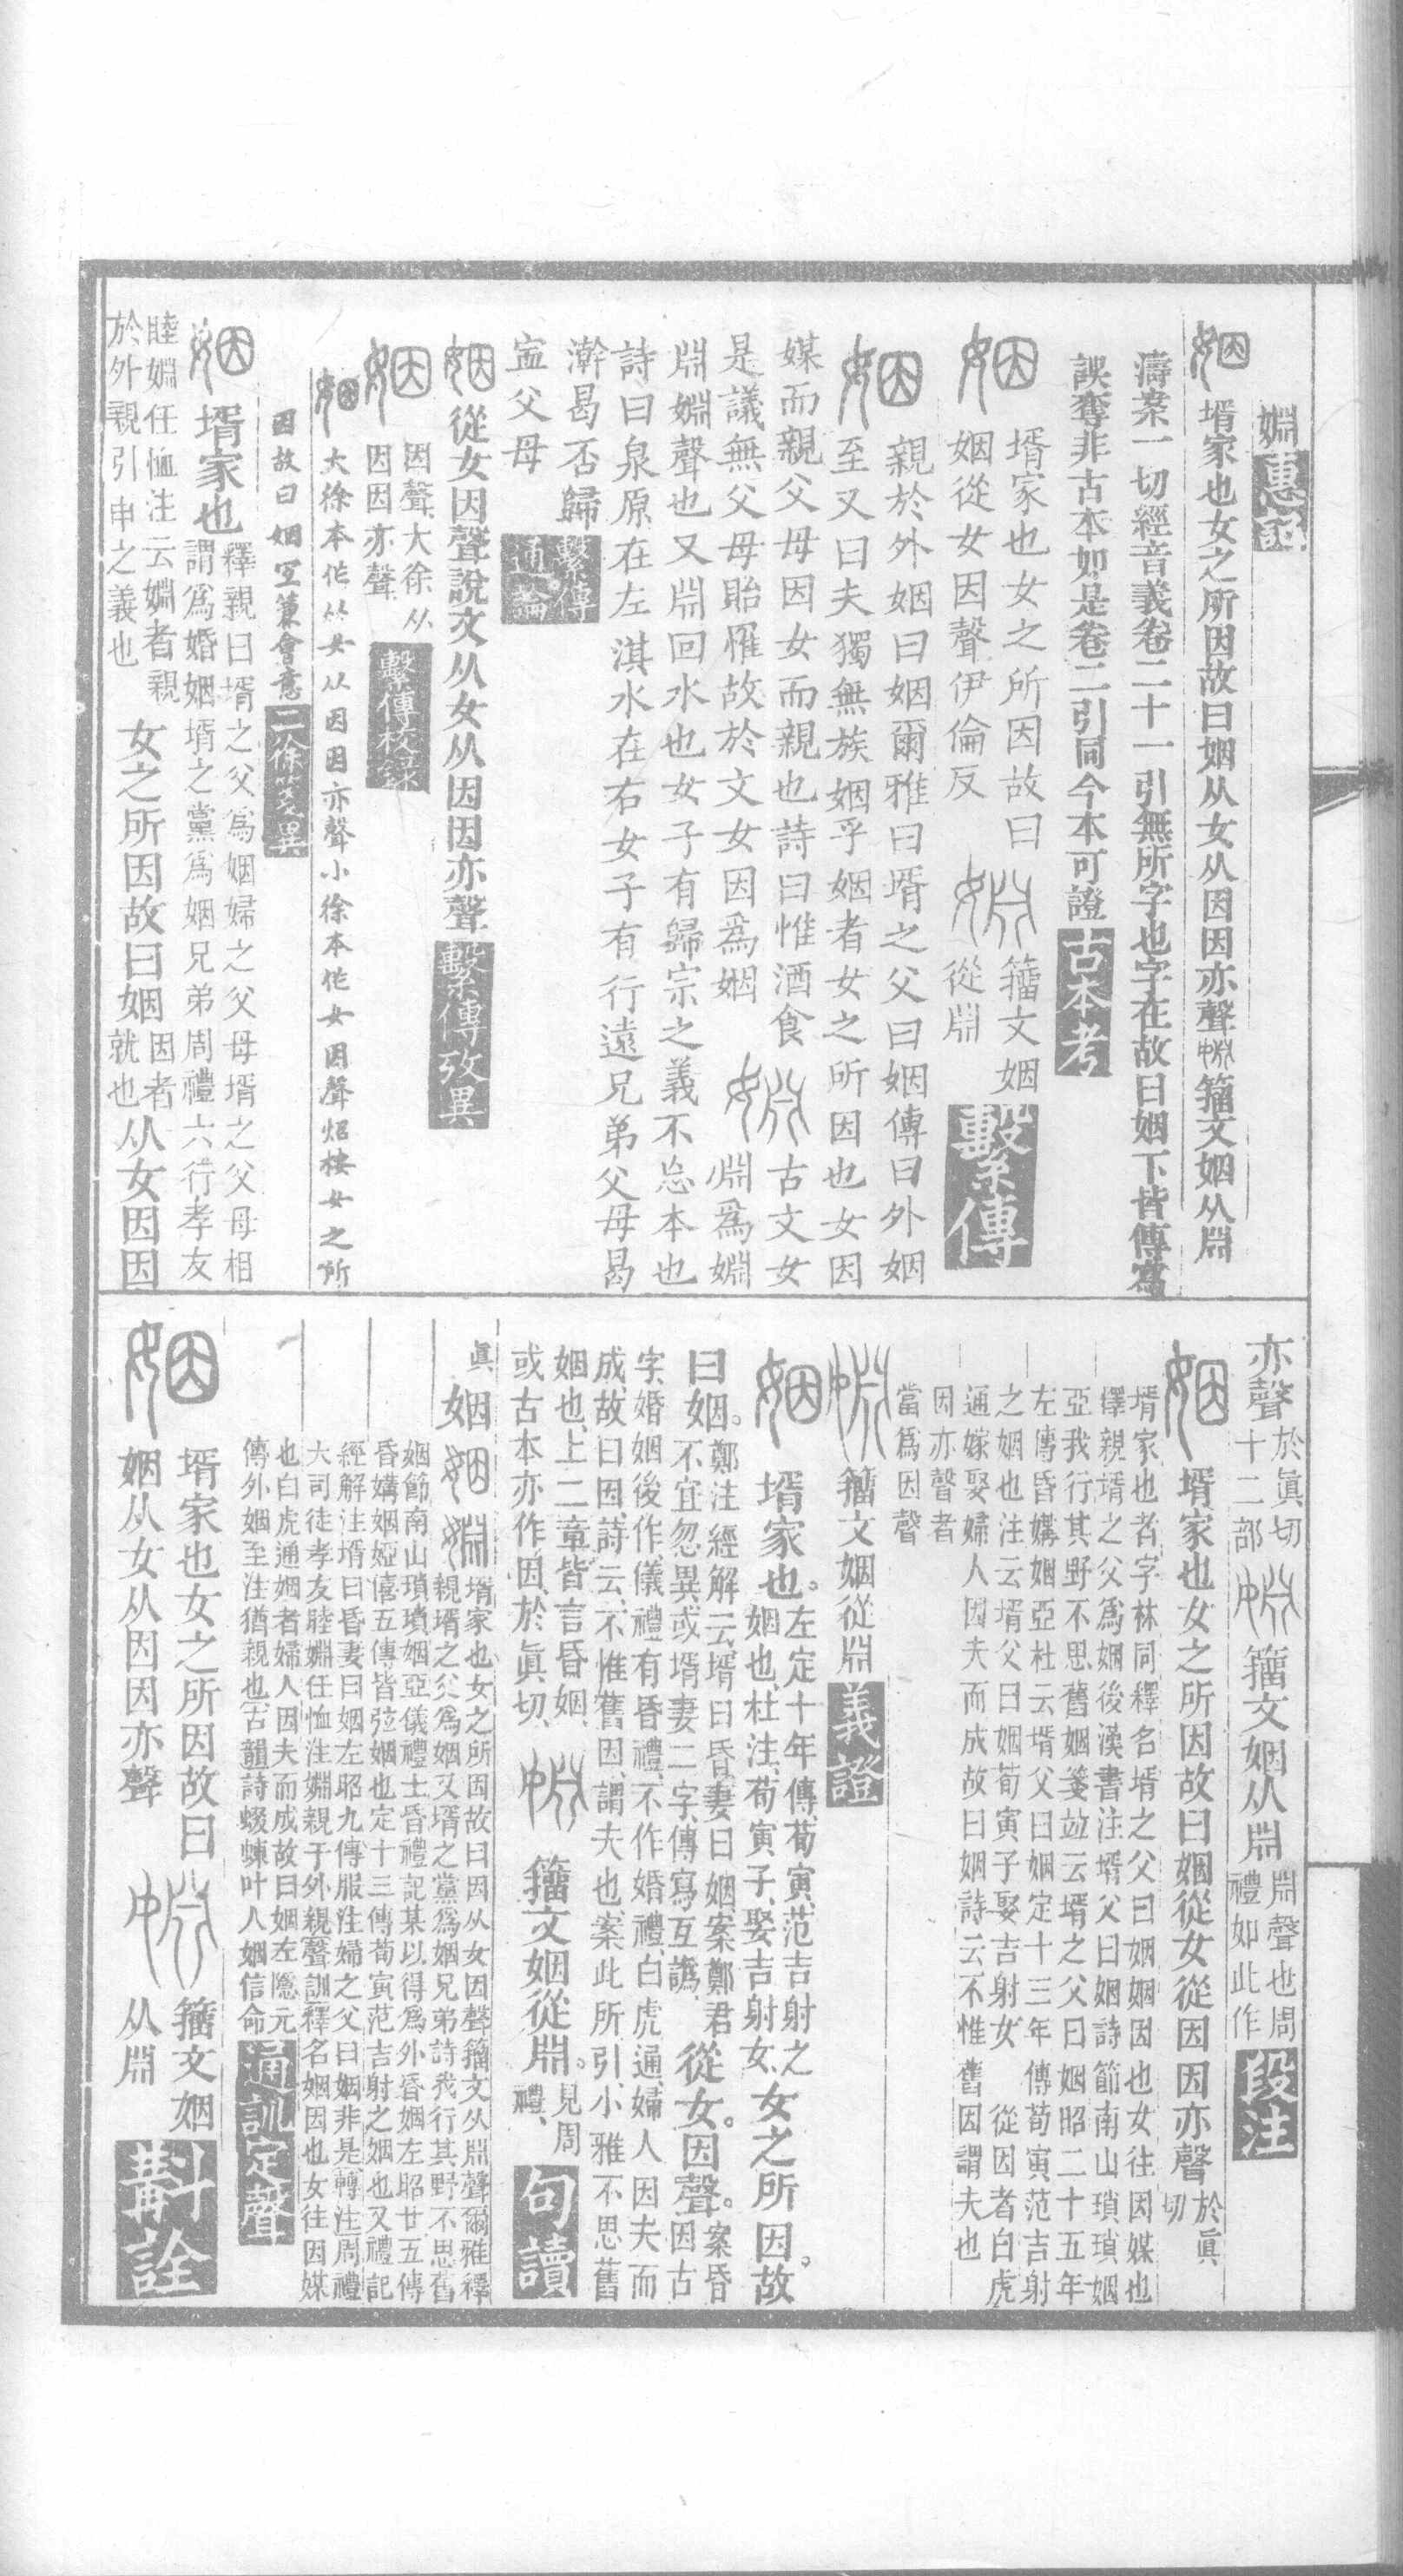 婣惠記
姻 壻家也女之所因故曰姻从女从因因亦聲婣籒文姻从𣶒
濤案一切經音義卷二十一引無所字也字在故曰姻下皆傳寫
誤奪非古本如是卷二引同今本可證古本考
姻 壻家也女之所因故曰
姻從女因聲伊倫反
婣 籒文姻
從𣶒
繫傳
親於外姻曰姻爾雅曰壻之父曰姻傳曰外姻
姻 至又曰夫獨無族姻乎姻者女之所因也女因
媒而親父母因女而親也詩曰惟酒食
是議無父母貽罹故於文女因爲姻
婣 古文女
𣶒爲婣
𣶒婣聲也又𣶒回水也女子有歸宗之義不忘本也
詩曰泉原在左淇水在右女子有行遠兄弟父母曷
澣曷否歸
寍父母
繫傳通論
姻 從女因聲說文从女从因因亦聲繫傳攷異
姻 因聲大徐从
因因亦聲
繫傳校錄
姻 大徐本作从女从因因亦聲小徐本作女因聲炤按女之所
因故曰姻宜兼會意二徐箋異
姻 壻家也
釋親曰壻之父爲姻婦之父母壻之父母相
謂爲婚姻壻之黨爲姻兄弟周禮六行孝友
睦婣任恤注云婣者親
於外親引申之義也
女之所因故曰姻
因者
就也
从女因因
亦聲
於眞切
十二部
婣 籒文姻从𣶒
𣶒聲也周
禮如此作
段注
姻 壻家也女之所因故曰姻從女從因因亦聲
於眞
切
壻家也者字林同釋名壻之父曰姻姻因也女往因媒也
釋親壻之父爲姻後漢書注壻父曰姻詩節南山瑣瑣姻
亞我行其野不思舊姻箋竝云壻之父曰姻昭二十五年
左傳昏媾姻亞杜云壻父曰姻定十三年傳荀寅范吉射
之姻也注云壻父曰姻荀寅子娶吉射女 從因者白虎
通嫁娶婦人因夫而成故曰姻詩云不惟舊因謂夫也
因亦聲者
當爲因聲
婣 籒文姻從𣶒義證
姻 壻家也。
左定十年傳、荀寅、范吉射之
姻也、杜注、荀寅子、娶吉射女、
女之所因。故
曰姻。
鄭注經解云、壻曰昏、妻曰姻、案鄭君
不宜忽異或壻妻二字、傳寫互譌、
從女。因聲。
案昏
因古
字、婚姻後作、儀禮有昏禮、不作婚禮、白虎通、婦人因夫而
成、故曰因、詩云、不惟舊因、謂夫也、案此所引、小雅不思舊
姻也、上二章皆言昏姻、
或古本亦作因、於眞切、
婣 籒文姻從𣶒。
見周
禮、
句讀
眞 姻 姻 婣
壻家也女之所因故曰因从女因聲籒文从𣶒聲爾雅釋
親壻之父爲姻又壻之黨爲姻兄弟詩我行其野不思舊
姻節南山瑣瑣姻亞儀禮士昏禮記某以得爲外昏姻左昭廿五傳
昏媾姻婭僖五傳皆弦姻也定十三傳荀寅范吉射之姻也又禮記
經解注壻曰昏妻曰姻左昭九傳服注婦之父曰姻非是轉注周禮
大司徒孝友睦婣任恤注婣親于外親聲訓釋名姻因也女往因媒
也白虎通姻者婦人因夫而成故曰姻左隱元
傳外姻至注猶親也古韻詩蝃蝀叶人姻信命
通訓定聲
姻 壻家也女之所因故曰
姻从女从因因亦聲
婣 籒文姻
从𣶒
斠詮